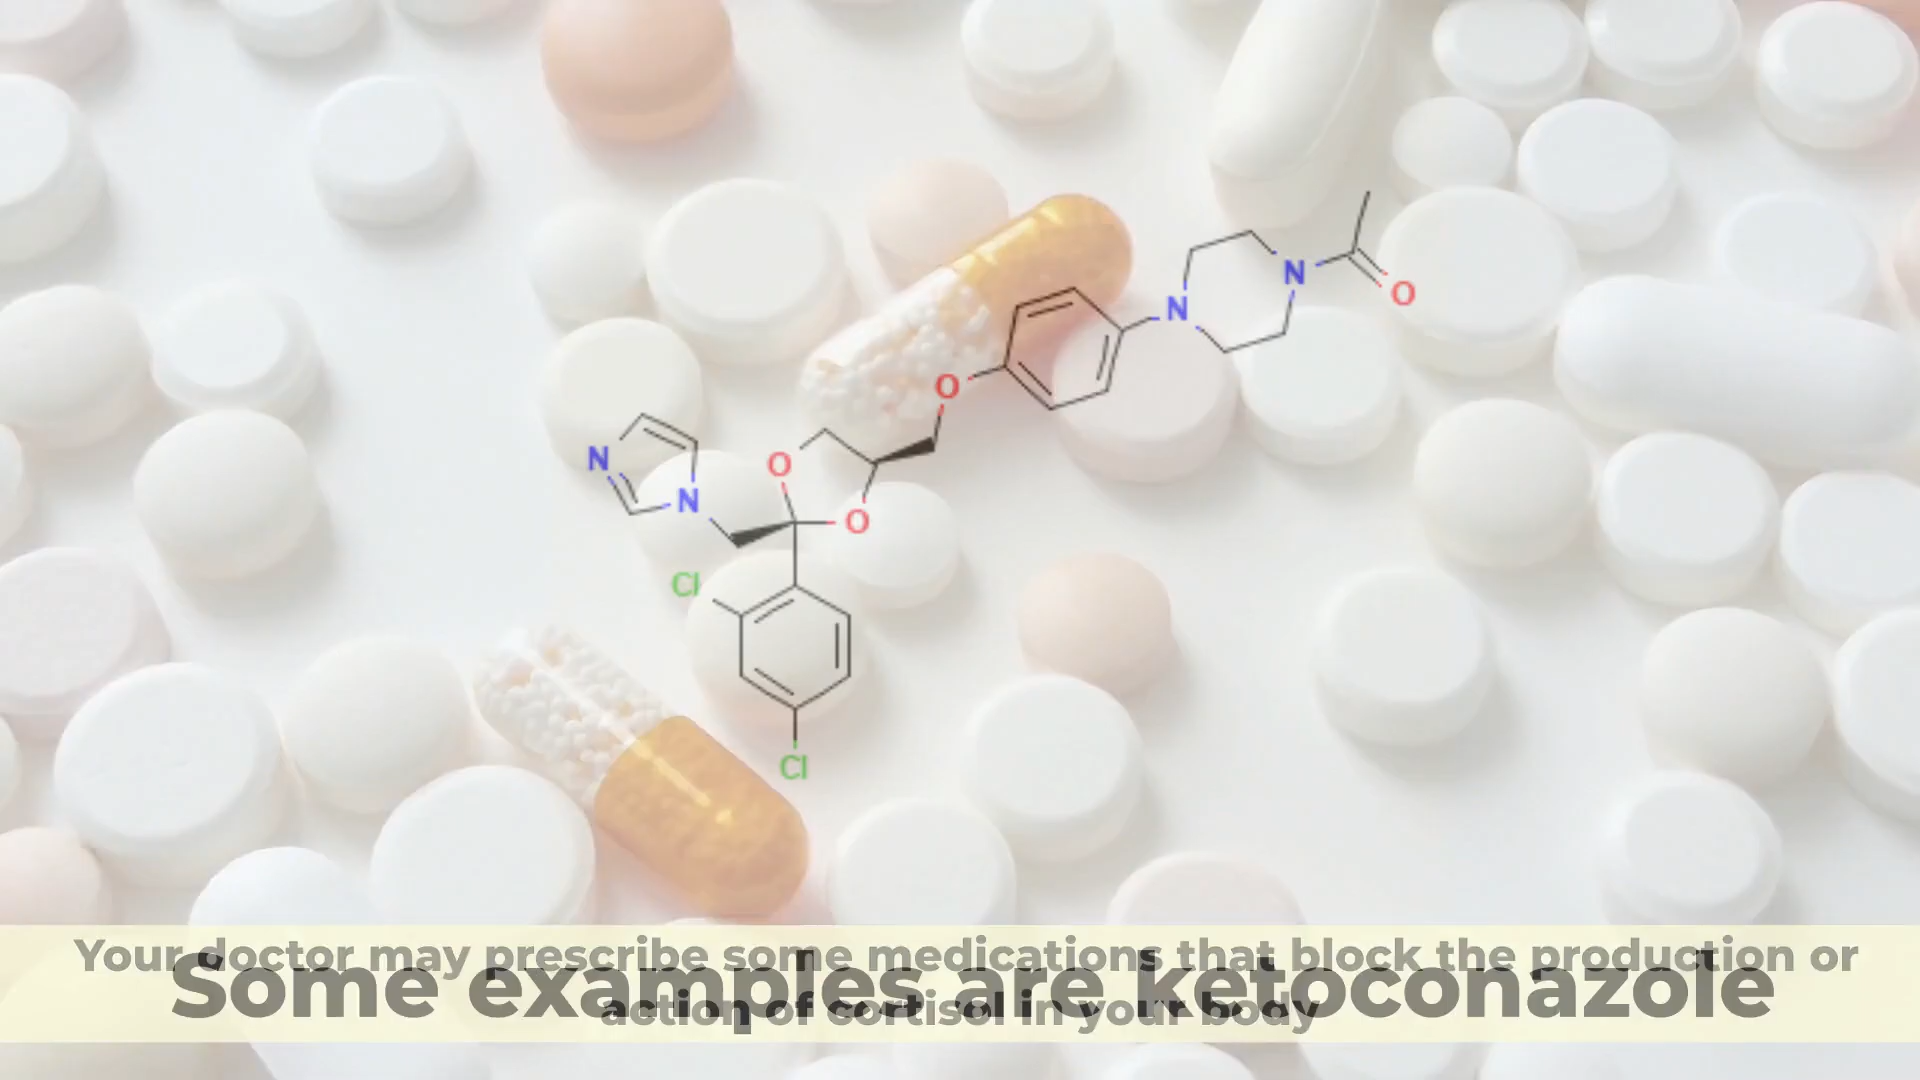 N
O
N
O
N
O
N
O
Cl
Cl
Your doctor may prescribe some medications that block the production or
action of cortisol in your body
Some examples are ketoconazole